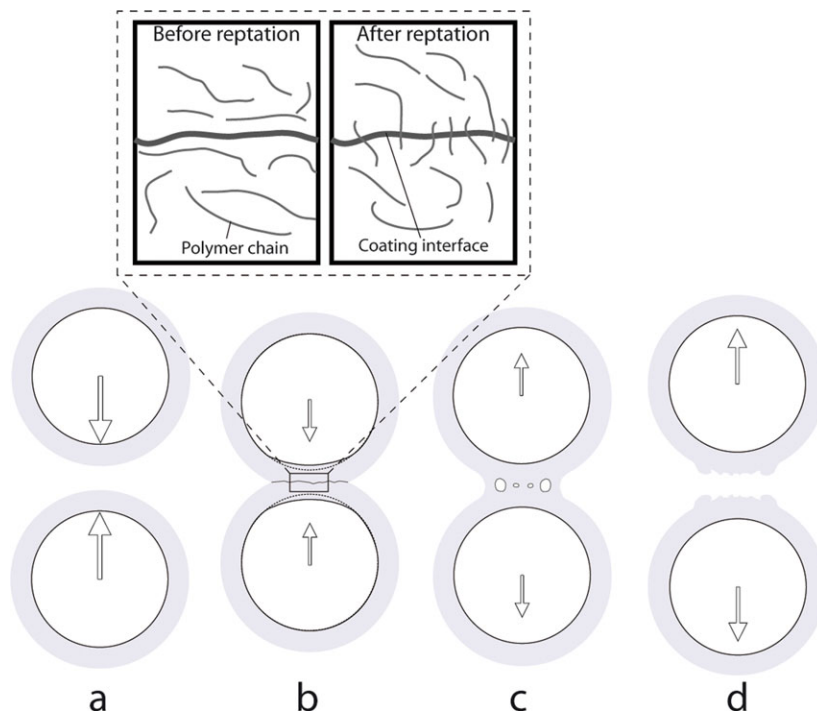 Before reptation
After reptation
Polymer chain
Coating interface
a
b
c
d